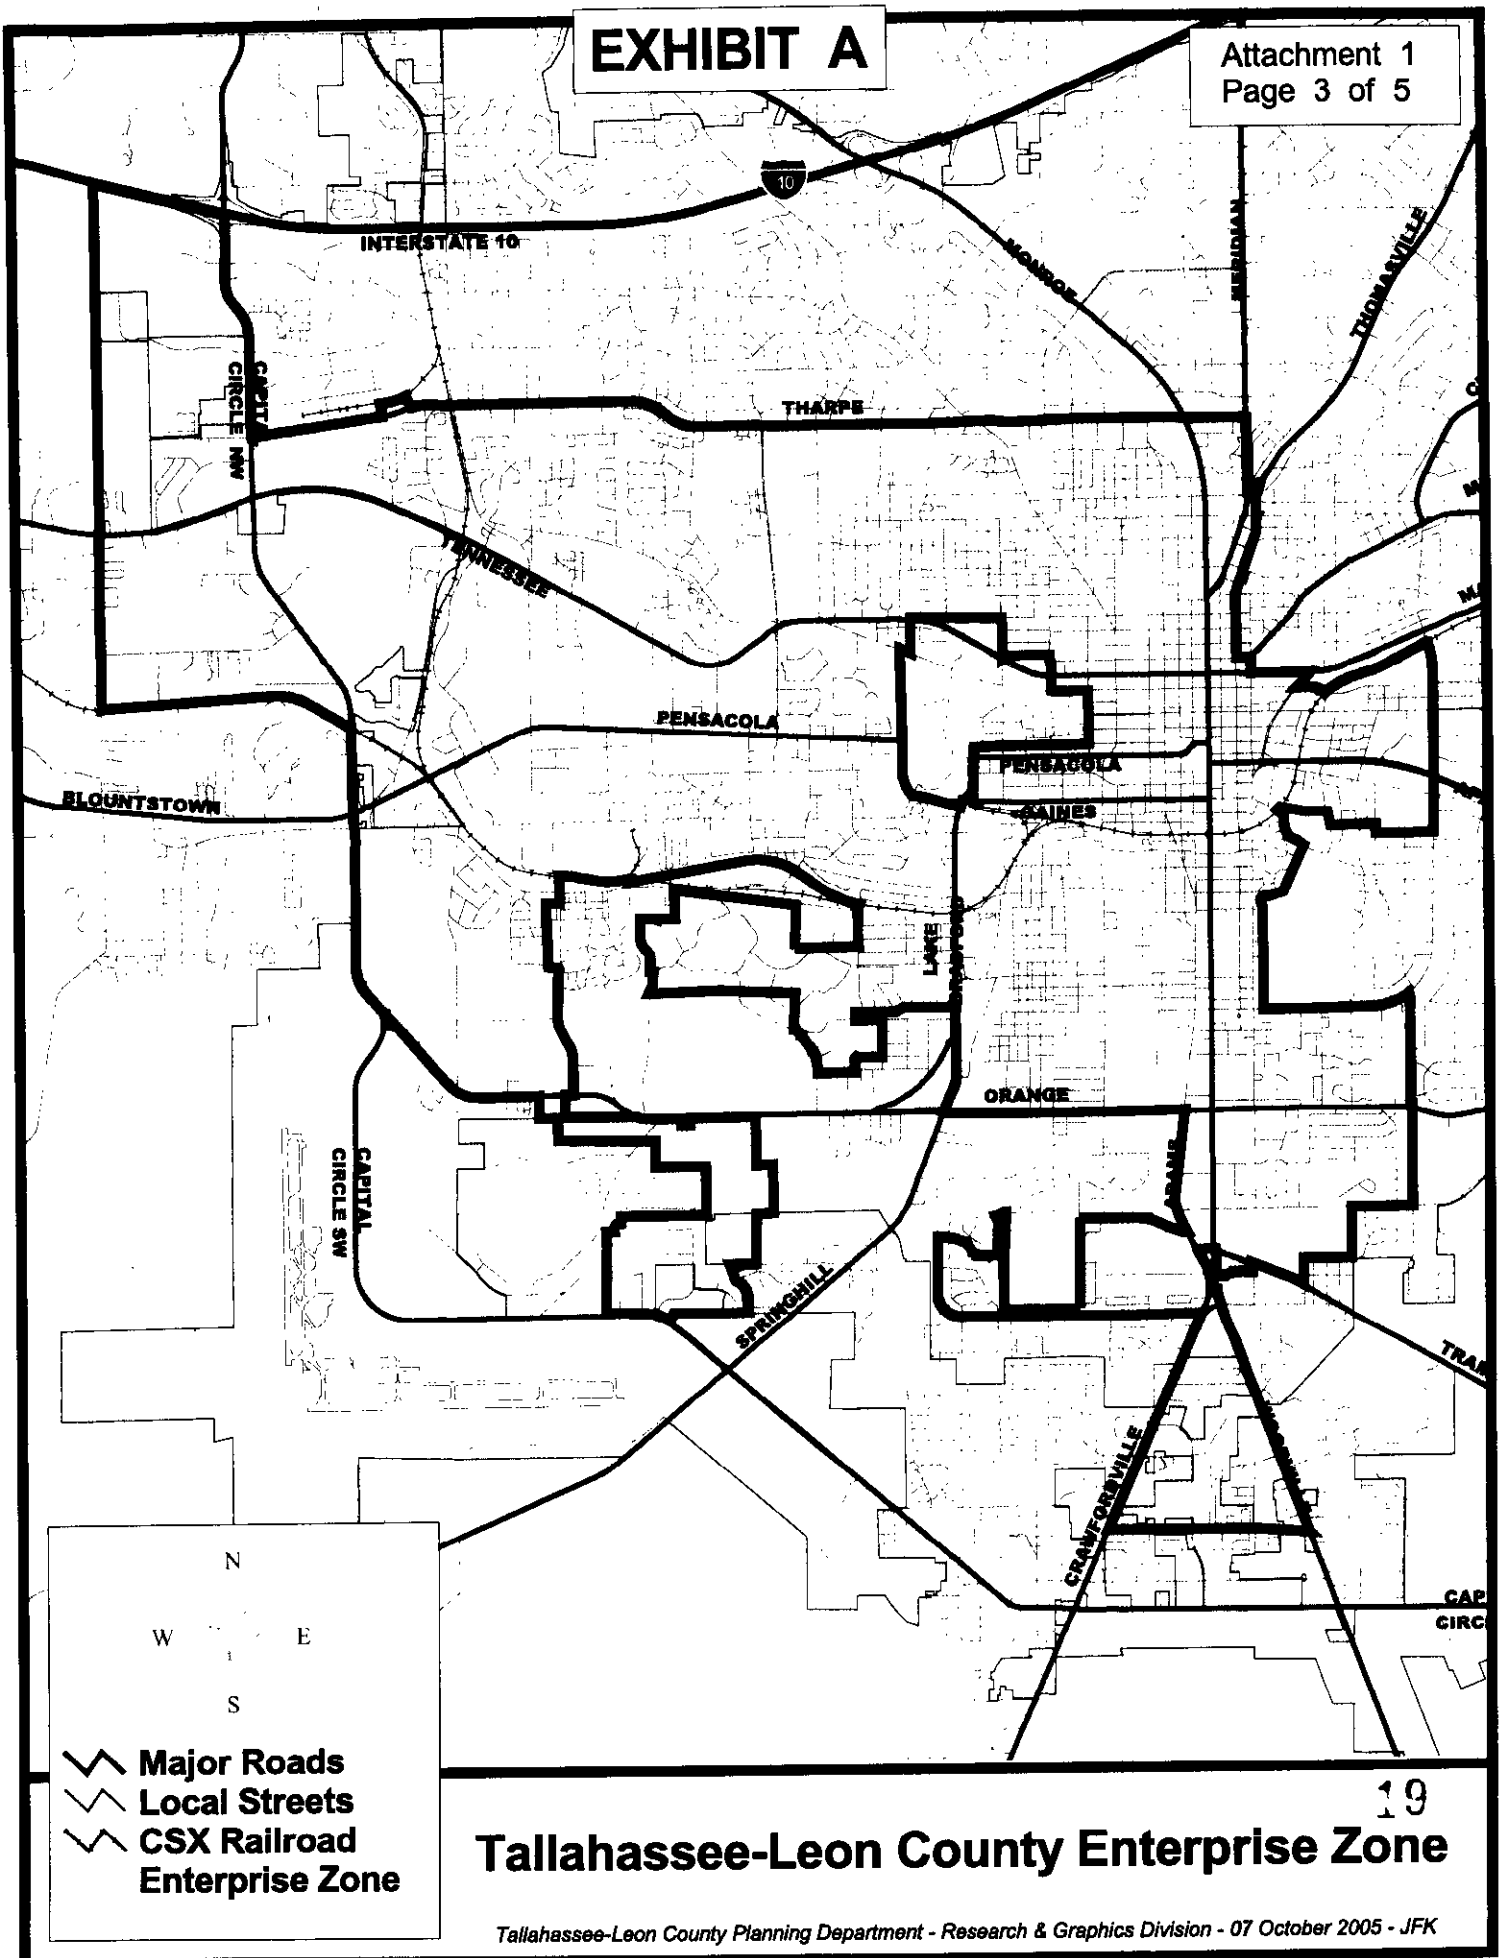 EXHIBIT A
Attachment 1
Page 3 of 5
10
INTERSTATE 10
MONROE
MERIDIAN
THOMASVILLE
CAPITAL
CIRCLE NW
THARPE
TENNESSEE
PENSACOLA
PENSACOLA
BLOUNTSTOWN
GAINES
LAKE
BRADFORD
ORANGE
ADAMS
CAPITAL
CIRCLE SW
SPRINGHILL
CRAWFORDVILLE
CAP
CIRC
N
W
E
S
Major Roads
Local Streets
CSX Railroad
Enterprise Zone
19
Tallahassee-Leon County Enterprise Zone
Tallahassee-Leon County Planning Department - Research & Graphics Division - 07 October 2005 - JFK